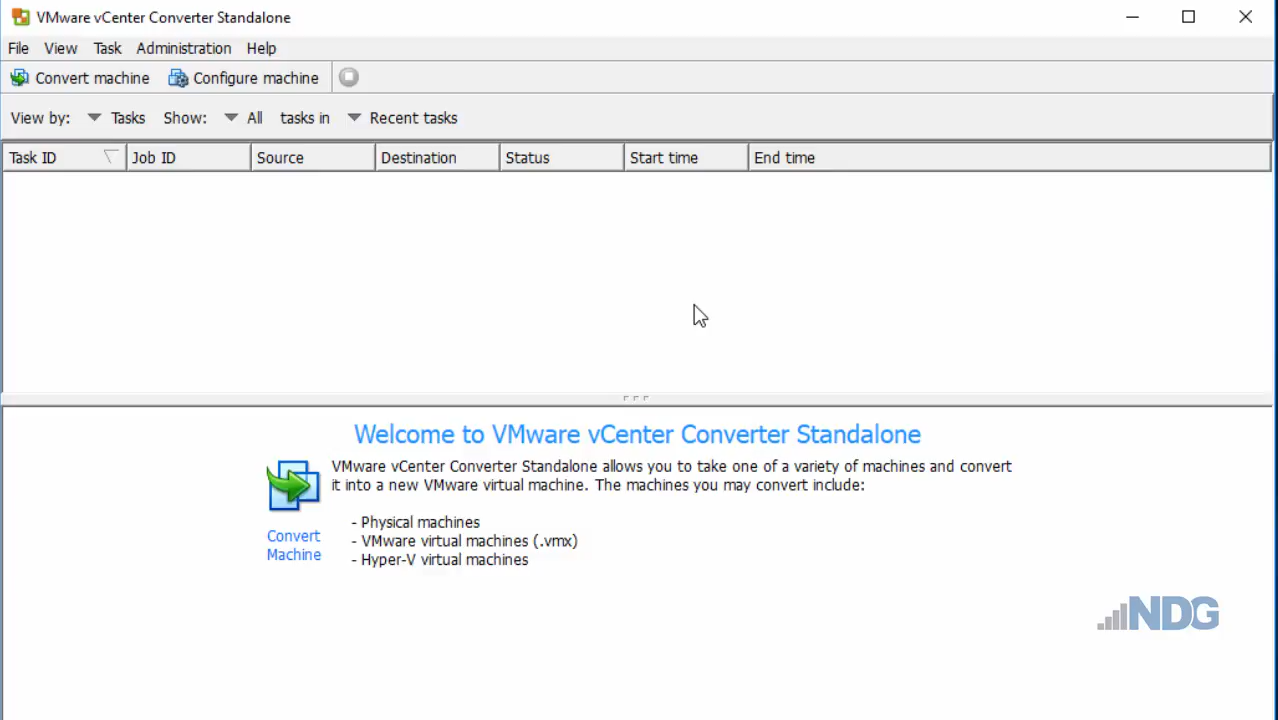 VMware vCenter Converter Standalone
File View Task Administration Help
Convert machine Configure machine
View by: Tasks Show: All tasks in Recent tasks
Task ID Job ID Source Destination Status Start time End time
Welcome to VMware vCenter Converter Standalone
VMware vCenter Converter Standalone allows you to take one of a variety of machines and convert
it into a new VMware virtual machine. The machines you may convert include:
Convert
Machine
- Physical machines
- VMware virtual machines (.vmx)
- Hyper-V virtual machines
NDG